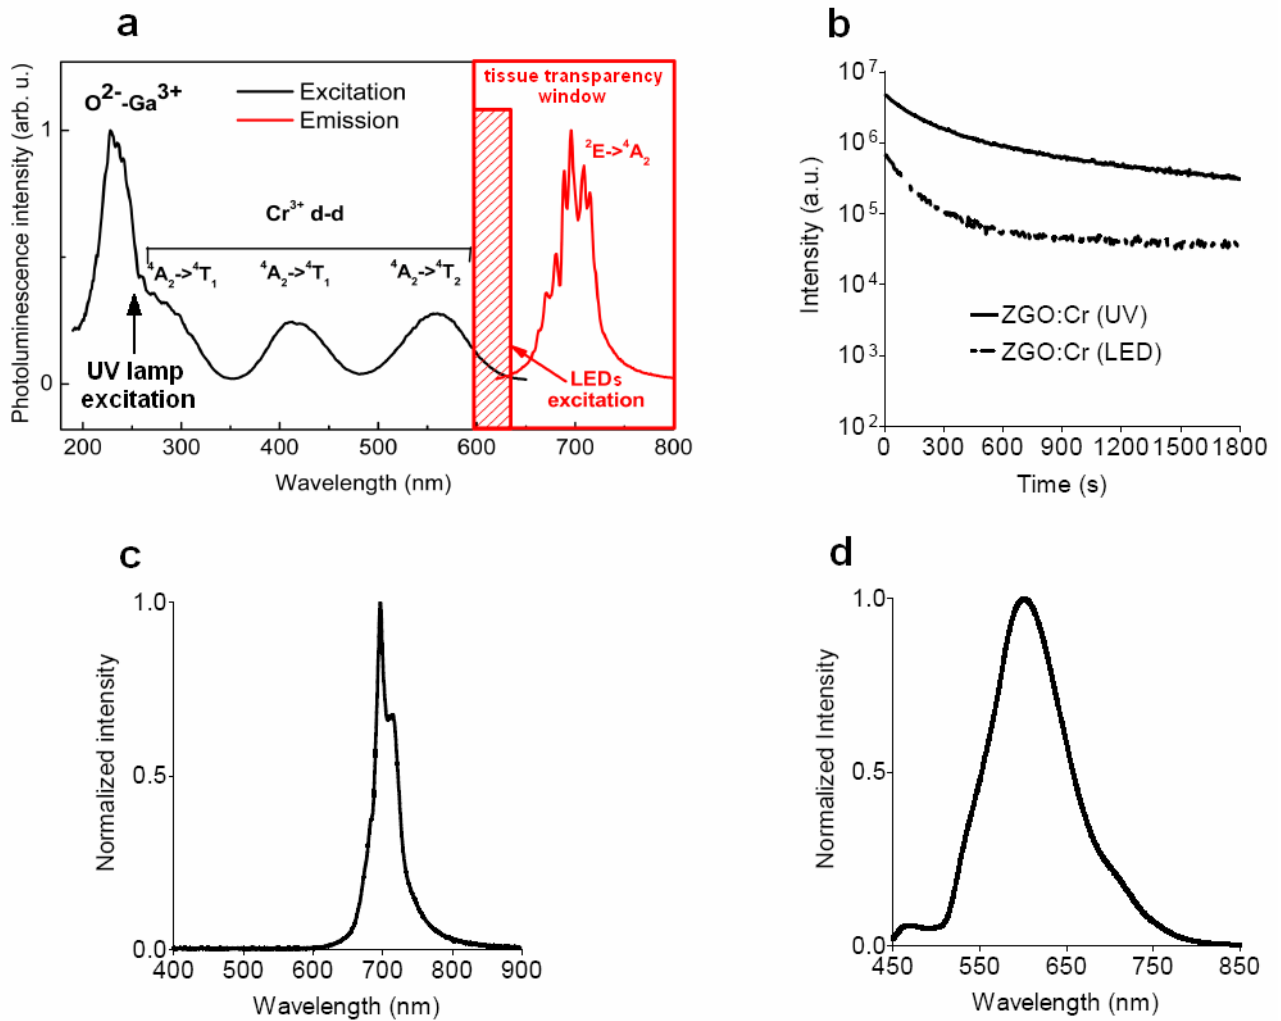 a
Photoluminescence intensity (arb. u.)
1
0
O²⁻-Ga³⁺
Excitation
Emission
tissue transparency
window
²E->⁴A₂
Cr³⁺ d-d
⁴A₂->⁴T₁
⁴A₂->⁴T₁
⁴A₂->⁴T₂
UV lamp
excitation
LEDs
excitation
200 300 400 500 600 700 800
Wavelength (nm)
b
Intensity (a.u.)
10⁷
10⁶
10⁵
10⁴
10³
10²
ZGO:Cr (UV)
ZGO:Cr (LED)
0 300 600 900 1200 1500 1800
Time (s)
c
Normalized intensity
1.0
0.5
0.0
400 500 600 700 800 900
Wavelength (nm)
d
Normalized Intensity
1.0
0.5
0.0
450 550 650 750 850
Wavelength (nm)